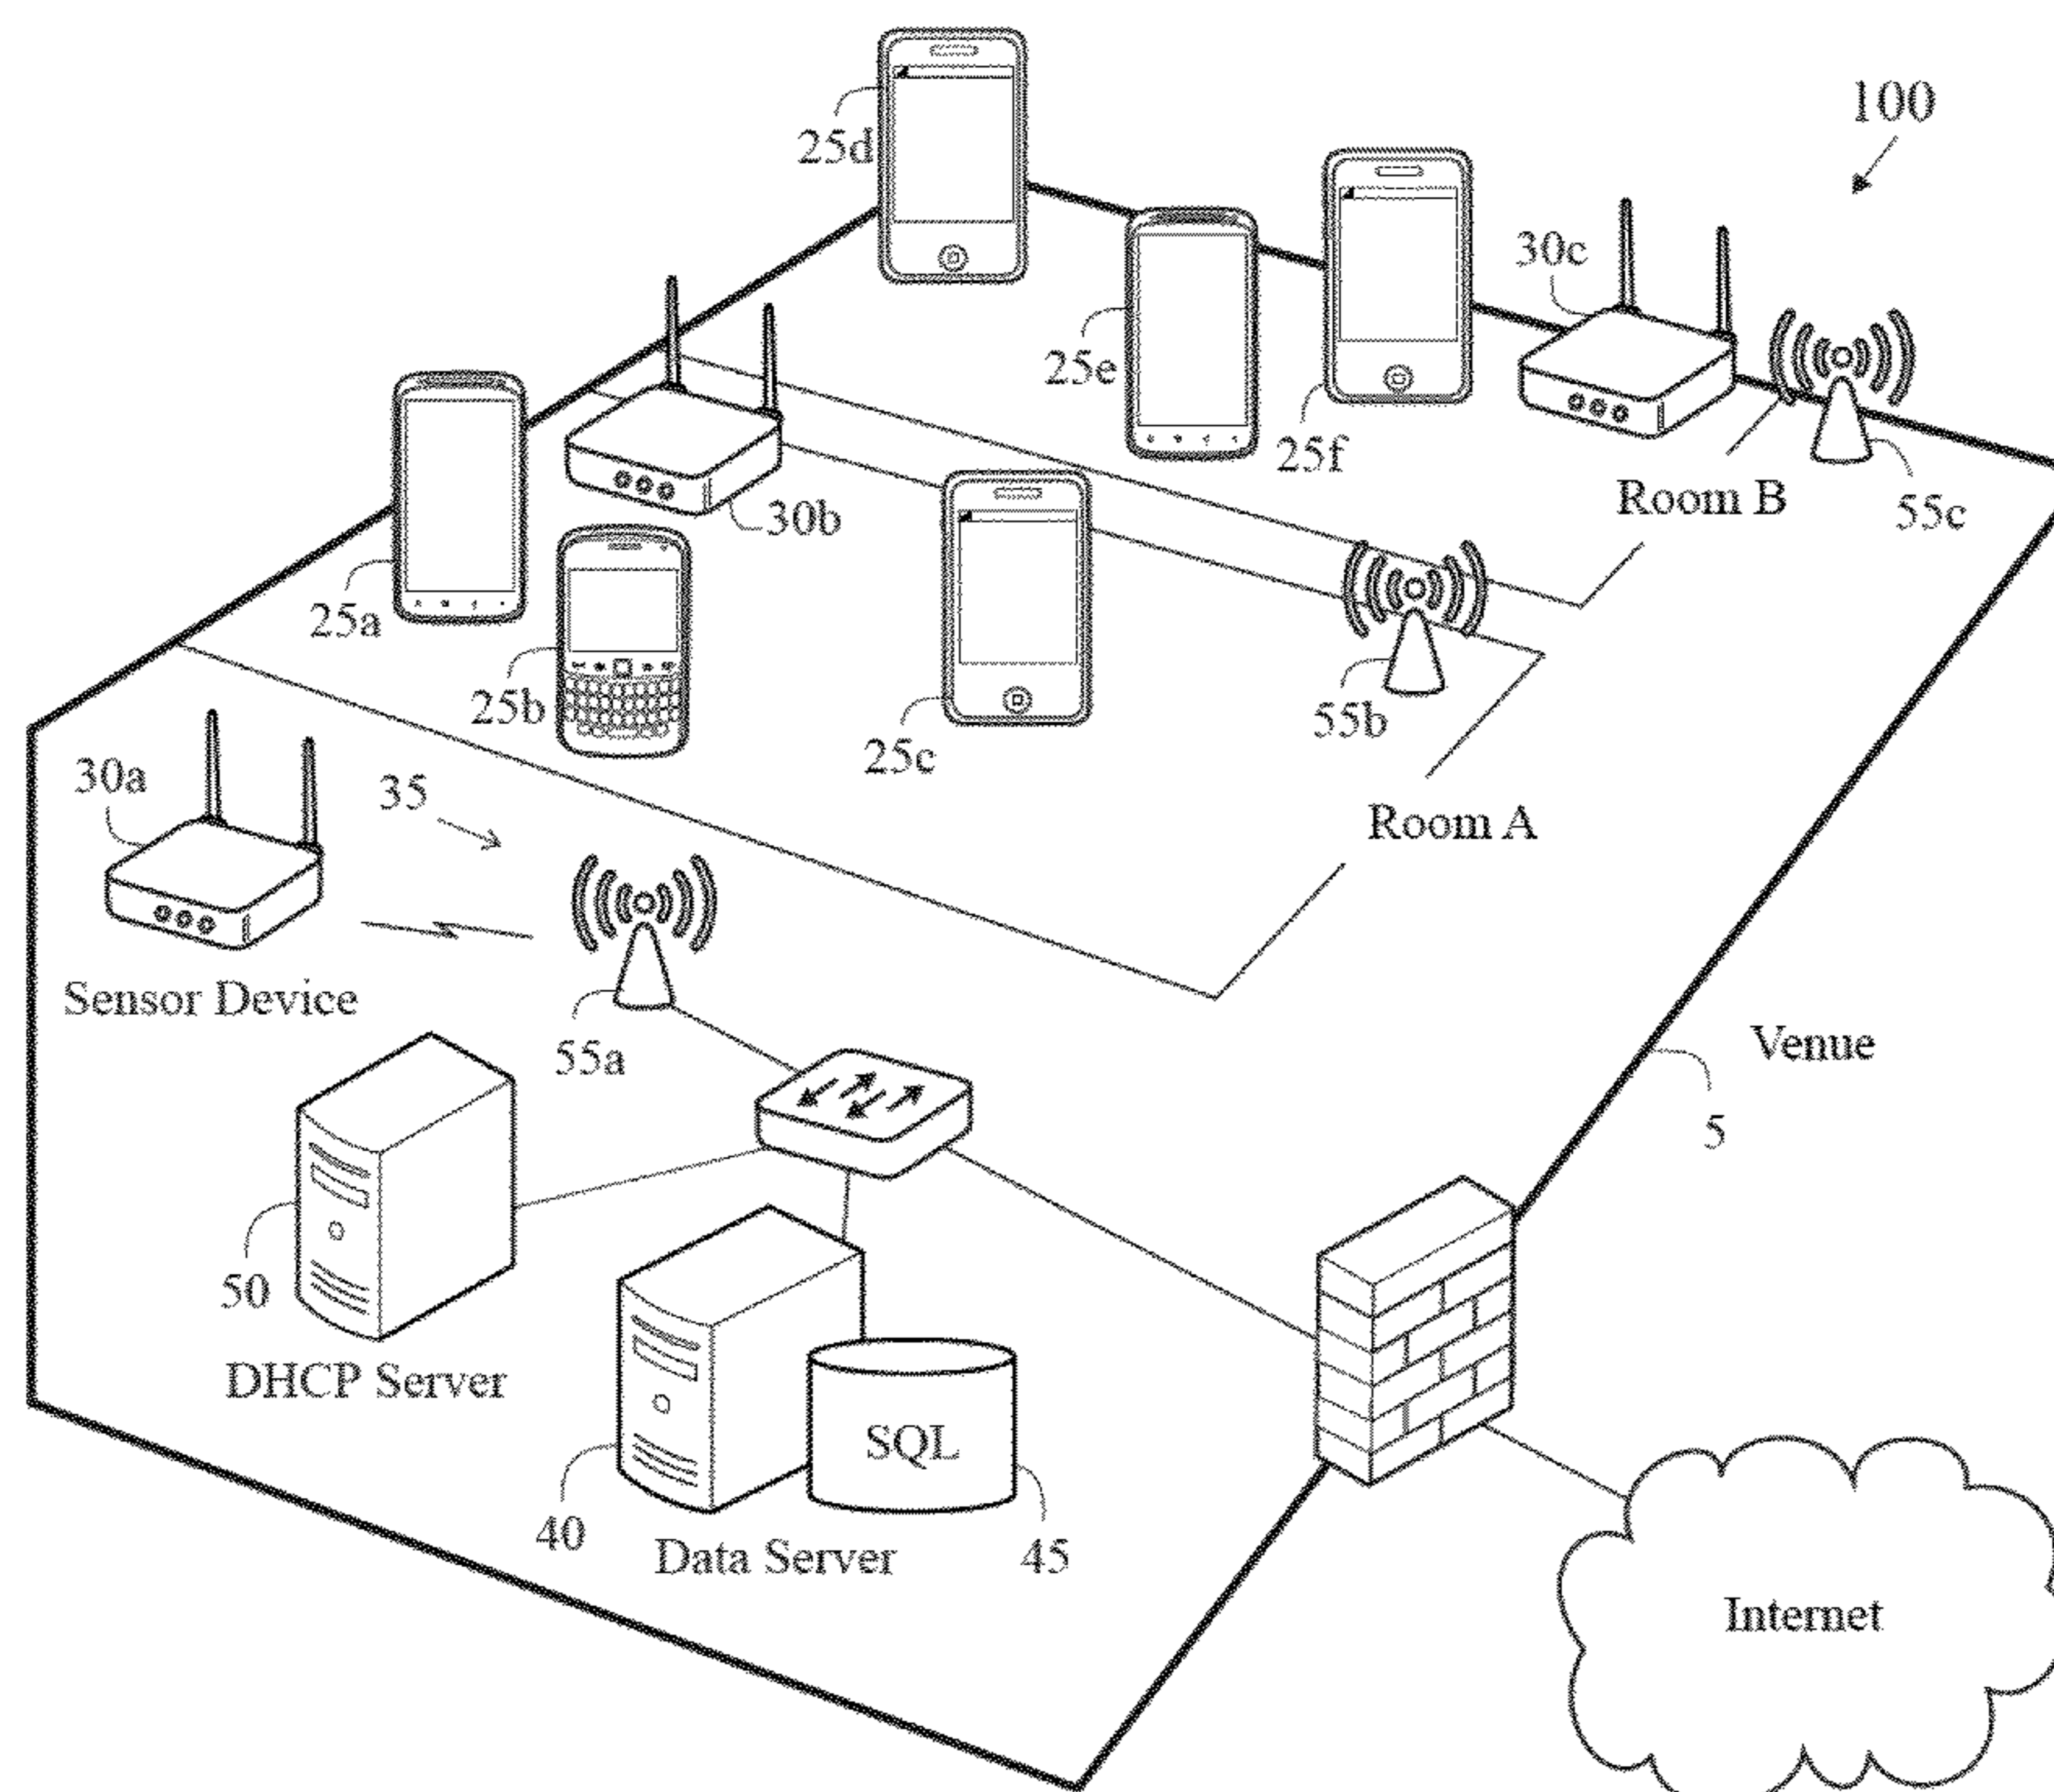 100
25d
30c
25e
25f
Room B
55c
30b
25a
25b
25c
55b
30a
35
Room A
Sensor Device
55a
Venue
5
50
DHCP Server
SQL
40
Data Server
45
Internet